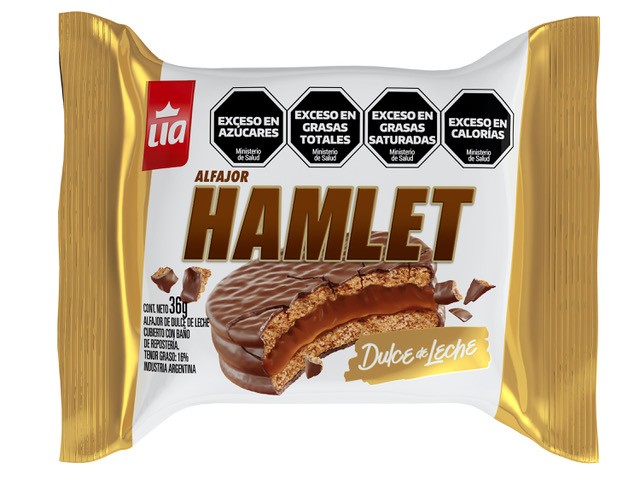 LIA
EXCESO EN
AZÚCARES
Ministerio
de Salud
EXCESO EN
GRASAS
TOTALES
Ministerio
de Salud
EXCESO EN
GRASAS
SATURADAS
Ministerio
de Salud
EXCESO EN
CALORÍAS
Ministerio
de Salud
ALFAJOR
HAMLET
CONT. NETO 36g
ALFAJOR DE DULCE DE LECHE
CUBIERTO CON BAÑO
DE REPOSTERIA.
TENOR GRASO: 16%
INDUSTRIA ARGENTINA
Dulce de Leche